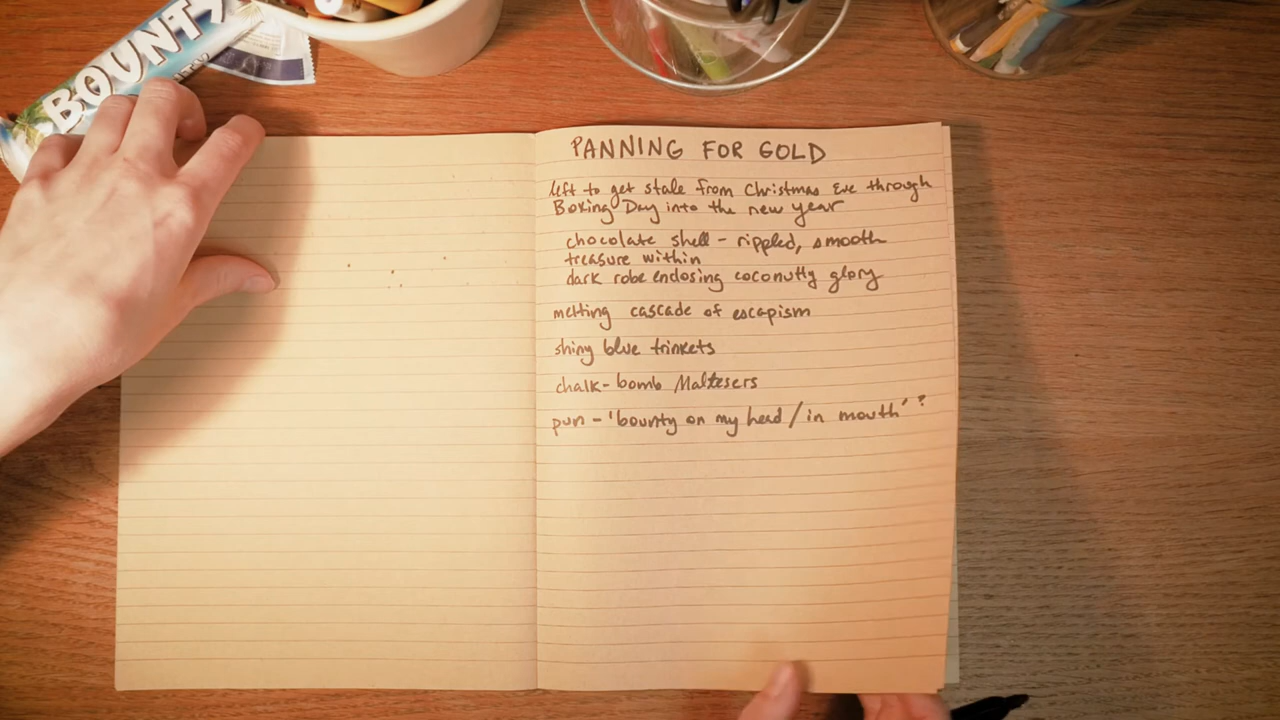 BOUNTY
PANNING FOR GOLD
left to get stale from Christmas Eve through
Boxing Day into the new year
chocolate shell - rippled, smooth
treasure within
dark robe enclosing coconutty glory
melting cascade of escapism
shiny blue trinkets
chalk-bomb Maltesers
pun - 'bounty on my head / in mouth' ?